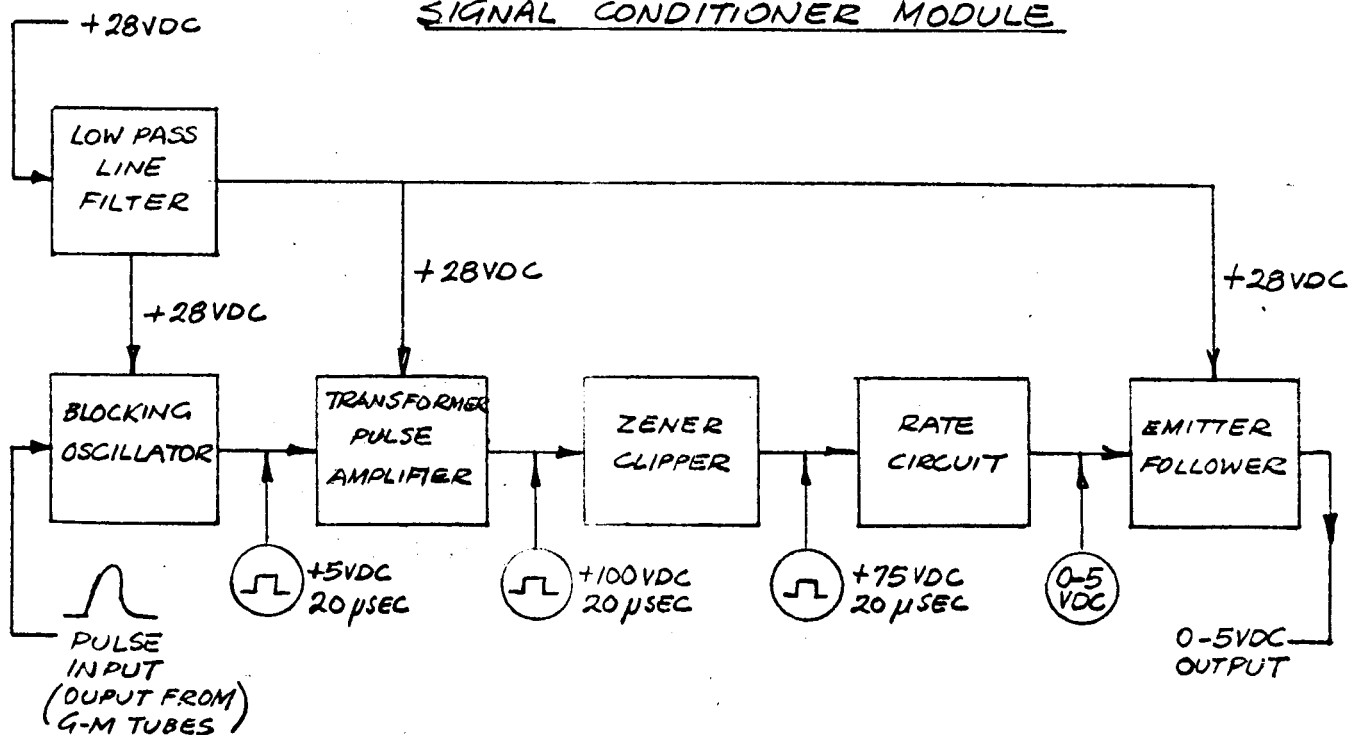 SIGNAL CONDITIONER MODULE
+28VDC
LOW PASS
LINE
FILTER
+28VDC
+28VDC
+28VDC
BLOCKING
OSCILLATOR
TRANSFORMER
PULSE
AMPLIFIER
ZENER
CLIPPER
RATE
CIRCUIT
EMITTER
FOLLOWER
+5VDC
20 μSEC
+100VDC
20 μSEC
+75VDC
20 μSEC
0-5
VDC
PULSE
INPUT
(OUPUT FROM
G-M TUBES)
0-5VDC
OUTPUT